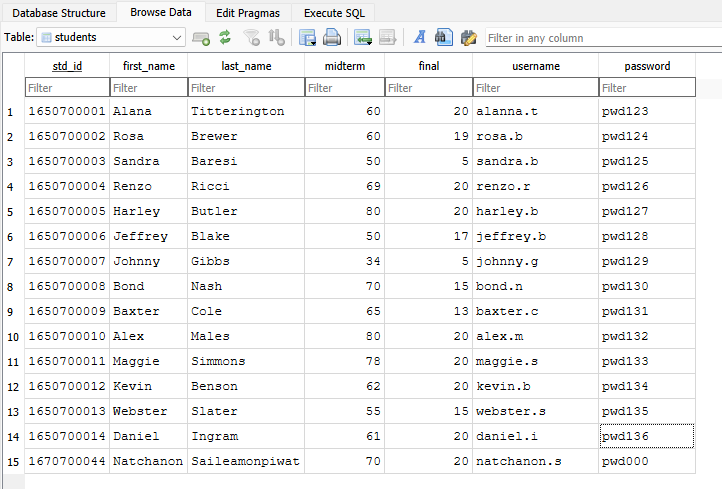 Database Structure Browse Data Edit Pragmas Execute SQL
Table: students Filter in any column
std_id first_name last_name midterm final username password
Filter Filter Filter Filter Filter Filter Filter
1 1650700001 Alana Titterington 60 20 alanna.t pwd123
2 1650700002 Rosa Brewer 60 19 rosa.b pwd124
3 1650700003 Sandra Baresi 50 5 sandra.b pwd125
4 1650700004 Renzo Ricci 69 20 renzo.r pwd126
5 1650700005 Harley Butler 80 20 harley.b pwd127
6 1650700006 Jeffrey Blake 50 17 jeffrey.b pwd128
7 1650700007 Johnny Gibbs 34 5 johnny.g pwd129
8 1650700008 Bond Nash 70 15 bond.n pwd130
9 1650700009 Baxter Cole 65 13 baxter.c pwd131
10 1650700010 Alex Males 80 20 alex.m pwd132
11 1650700011 Maggie Simmons 78 20 maggie.s pwd133
12 1650700012 Kevin Benson 62 20 kevin.b pwd134
13 1650700013 Webster Slater 55 15 webster.s pwd135
14 1650700014 Daniel Ingram 61 20 daniel.i pwd136
15 1670700044 Natchanon Saileamonpiwat 70 20 natchanon.s pwd000